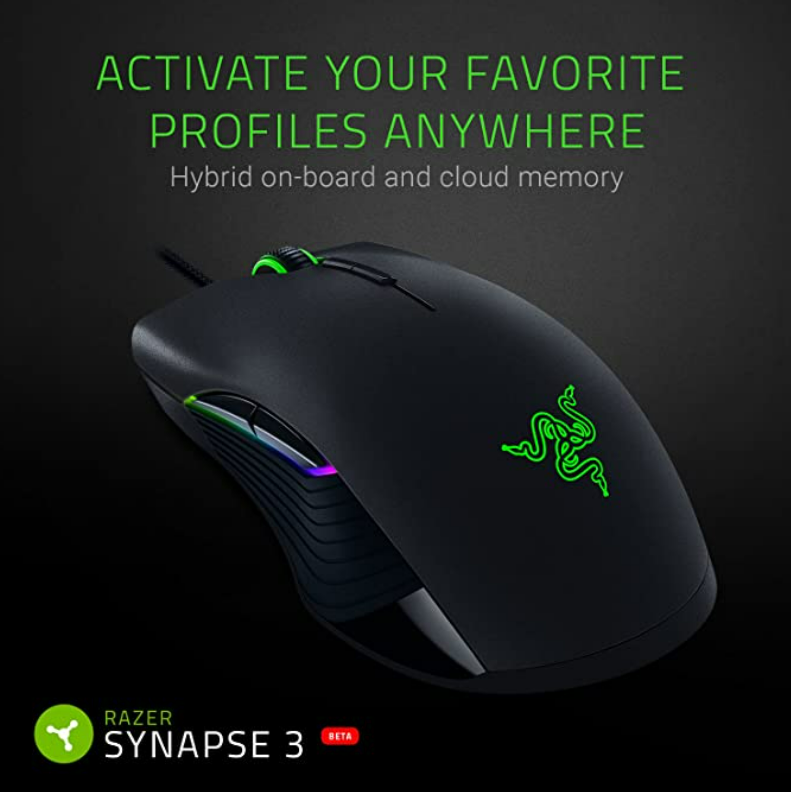 ACTIVATE YOUR FAVORITE
PROFILES ANYWHERE
Hybrid on-board and cloud memory
RAZER
SYNAPSE 3 BETA